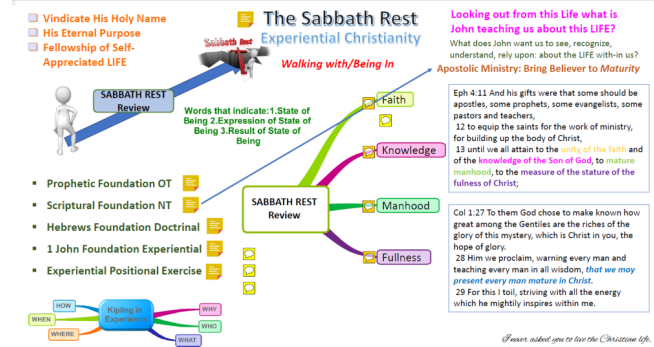 Vindicate His Holy Name
His Eternal Purpose
Fellowship of Self-
Appreciated LIFE
The Sabbath Rest
Experiential Christianity
Walking with/Being In
Looking out from this Life what is
John teaching us about this LIFE?
What does John want us to see, recognize,
understand, rely upon: about the LIFE with-in us?
Apostolic Ministry: Bring Believer to Maturity
Sabbath Rest
SABBATH REST
Review
Words that indicate:1.State of
Being 2.Expression of State of
Being 3.Result of State of
Being
Prophetic Foundation OT
Scriptural Foundation NT
Hebrews Foundation Doctrinal
1 John Foundation Experiential
Experiential Positional Exercise
SABBATH REST
Review
Faith
Knowledge
Manhood
Fullness
Eph 4:11 And his gifts were that some should be
apostles, some prophets, some evangelists, some
pastors and teachers,
12 to equip the saints for the work of ministry,
for building up the body of Christ,
13 until we all attain to the unity of the faith and
of the knowledge of the Son of God, to mature
manhood, to the measure of the stature of the
fulness of Christ;
Col 1:27 To them God chose to make known how
great among the Gentiles are the riches of the
glory of this mystery, which is Christ in you, the
hope of glory.
28 Him we proclaim, warning every man and
teaching every man in all wisdom, that we may
present every man mature in Christ.
29 For this I toil, striving with all the energy
which he mightily inspires within me.
HOW
WHEN
WHERE
Kipling in
Experience
WHY
WHO
WHAT
I never asked you to live the Christian life,